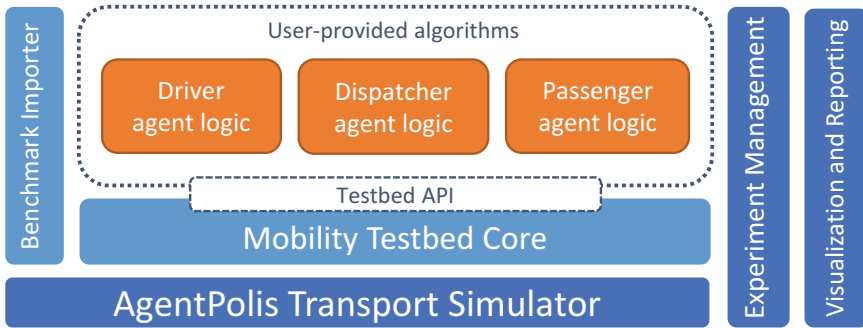 Benchmark Importer
User-provided algorithms
Driver
agent logic
Dispatcher
agent logic
Passenger
agent logic
Testbed API
Mobility Testbed Core
AgentPolis Transport Simulator
Experiment Management
Visualization and Reporting